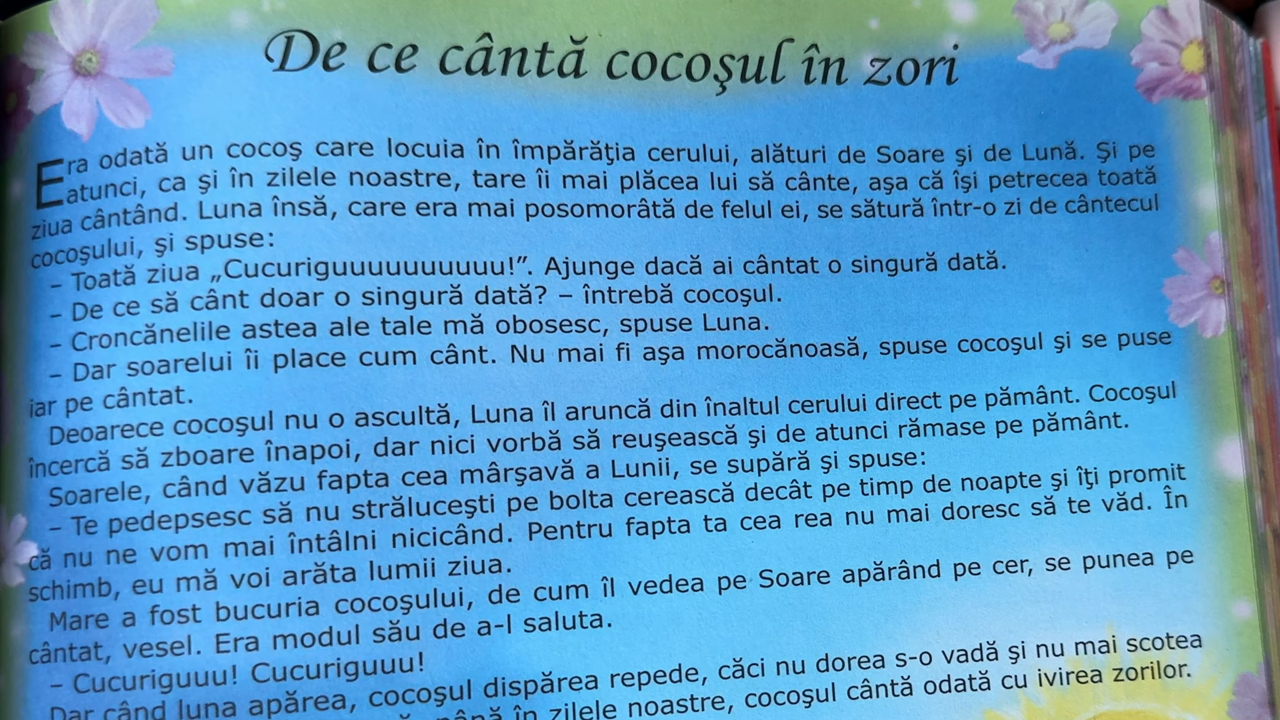 De ce cântă cocoşul în zori
Era odată un cocoş care locuia în împărăţia cerului, alături de Soare şi de Lună. Şi pe
atunci, ca şi în zilele noastre, tare îi mai plăcea lui să cânte, aşa că îşi petrecea toată
ziua cântând. Luna însă, care era mai posomorâtă de felul ei, se sătură într-o zi de cântecul
cocoşului, şi spuse:
– Toată ziua „Cucuriguuuuuuuuuu!”. Ajunge dacă ai cântat o singură dată.
– De ce să cânt doar o singură dată? – întrebă cocoşul.
– Croncănelile astea ale tale mă obosesc, spuse Luna.
– Dar soarelui îi place cum cânt. Nu mai fi aşa morocănoasă, spuse cocoşul şi se puse
iar pe cântat.
Deoarece cocoşul nu o ascultă, Luna îl aruncă din înaltul cerului direct pe pământ. Cocoşul
încercă să zboare înapoi, dar nici vorbă să reuşească şi de atunci rămase pe pământ.
Soarele, când văzu fapta cea mârşavă a Lunii, se supără şi spuse:
– Te pedepsesc să nu străluceşti pe bolta cerească decât pe timp de noapte şi îţi promit
că nu ne vom mai întâlni nicicând. Pentru fapta ta cea rea nu mai doresc să te văd. În
schimb, eu mă voi arăta lumii ziua.
Mare a fost bucuria cocoşului, de cum îl vedea pe Soare apărând pe cer, se punea pe
cântat, vesel. Era modul său de a-l saluta.
– Cucuriguuu! Cucuriguuu!
Dar când luna apărea, cocoşul dispărea repede, căci nu dorea s-o vadă şi nu mai scotea
până în zilele noastre, cocoşul cântă odată cu ivirea zorilor.